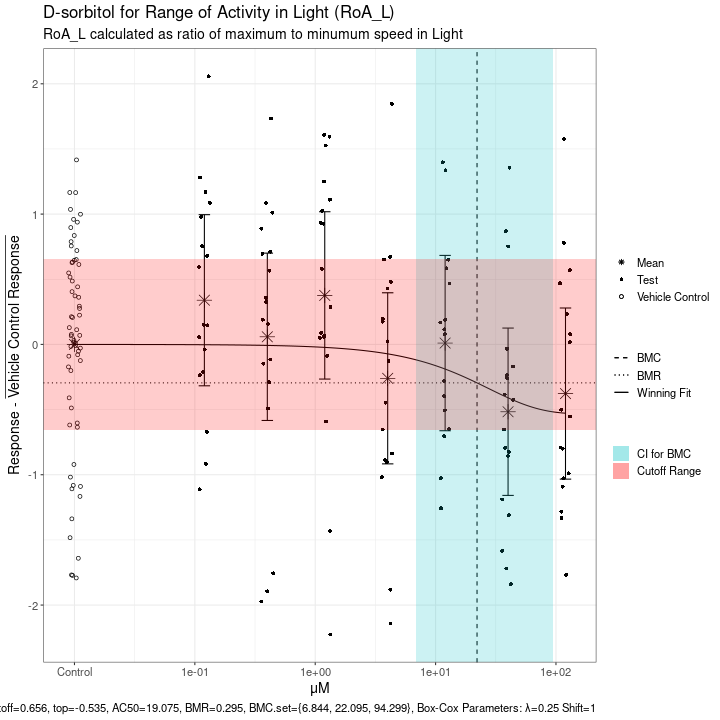 D-sorbitol for Range of Activity in Light (RoA_L)
RoA_L calculated as ratio of maximum to minumum speed in Light
Response - Vehicle Control Response
2
1
0
-1
-2
Control
1e-01
1e+00
1e+01
1e+02
μM
Mean
Test
Vehicle Control
BMC
BMR
Winning Fit
CI for BMC
Cutoff Range
toff=0.656, top=-0.535, AC50=19.075, BMR=0.295, BMC.set={6.844, 22.095, 94.299}, Box-Cox Parameters: λ=0.25 Shift=1